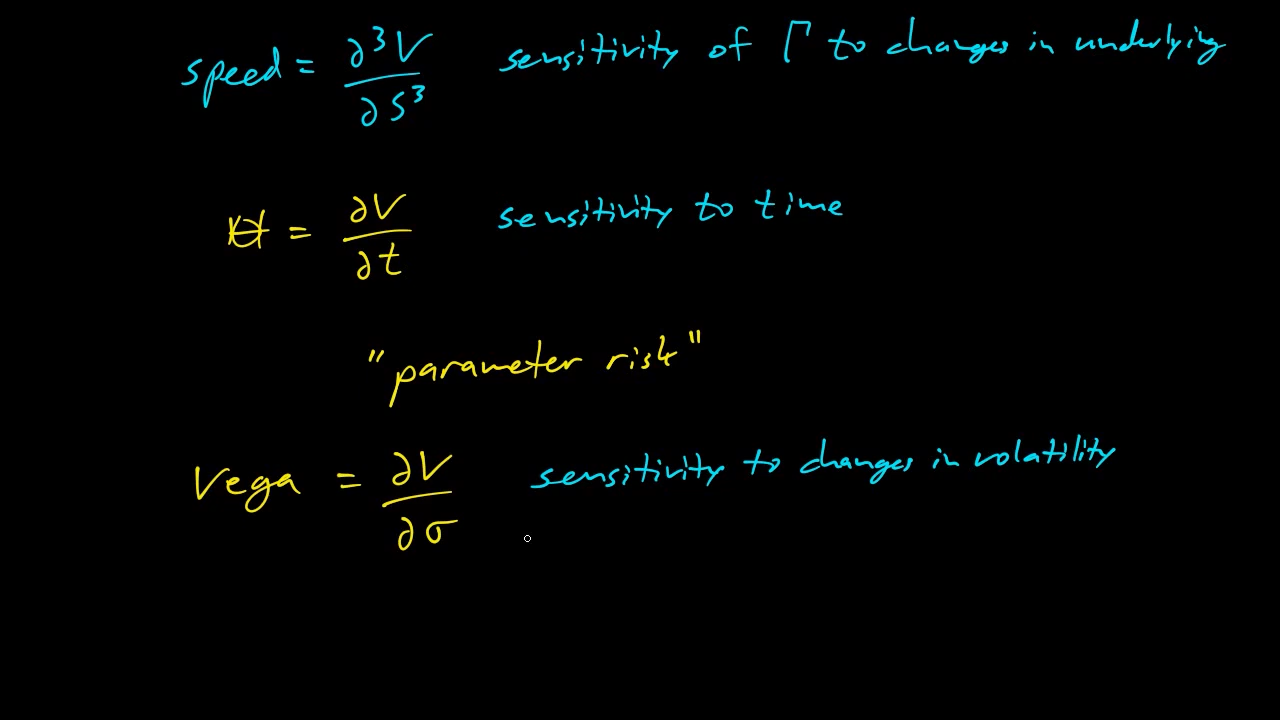 speed = ∂³V/∂S³ sensitivity of Γ to changes in underlying
Θ = ∂V/∂t sensitivity to time
"parameter risk"
Vega = ∂V/∂σ sensitivity to changes in volatility